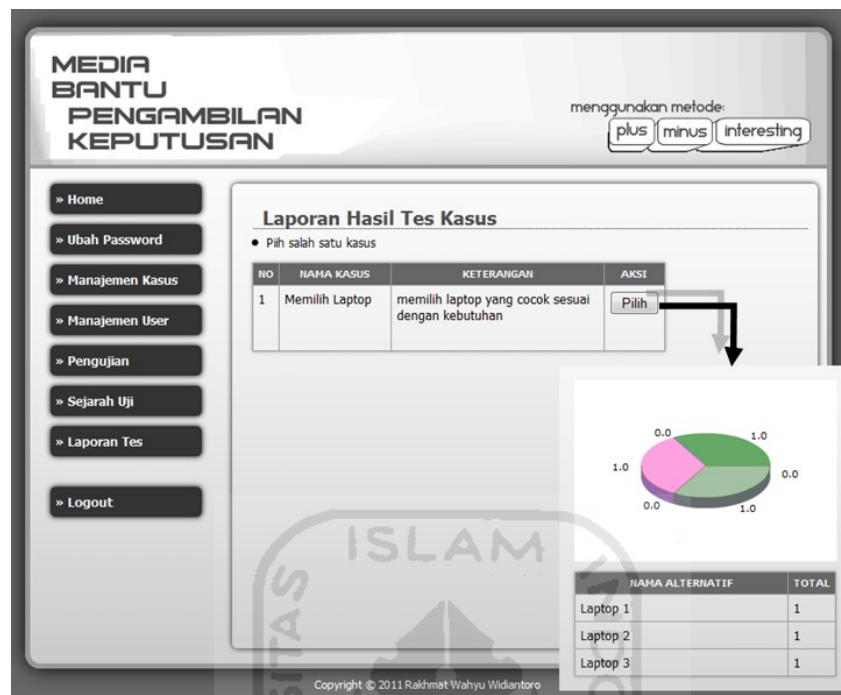 MEDIA
BANTU
PENGAMBILAN
KEPUTUSAN
menggunakan metode:
plus minus interesting
» Home
» Ubah Password
» Manajemen Kasus
» Manajemen User
» Pengujian
» Sejarah Uji
» Laporan Tes
» Logout
Laporan Hasil Tes Kasus
• Piih salah satu kasus
NO NAMA KASUS KETERANGAN AKSI
1 Memilih Laptop memilih laptop yang cocok sesuai Pilih
dengan kebutuhan
0.0 1.0
1.0 0.0
0.0 1.0
NAMA ALTERNATIF TOTAL
Laptop 1 1
Laptop 2 1
Laptop 3 1
ISLAM
Copyright © 2011 Rakhmat Wahyu Widiantoro